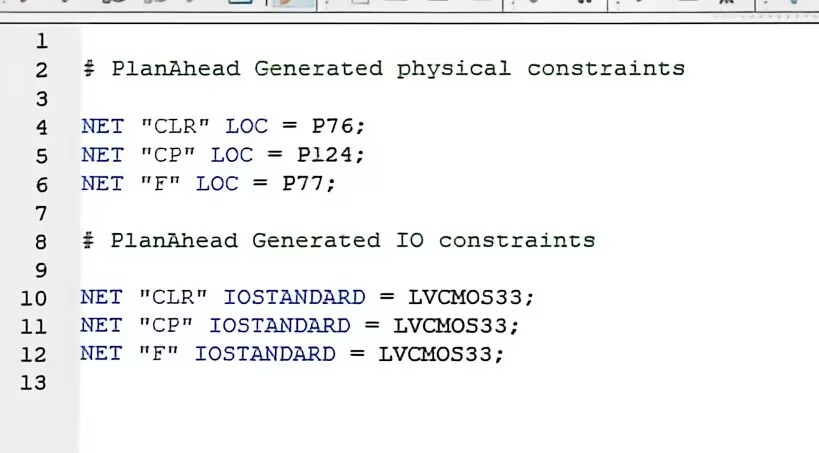 1
2 # PlanAhead Generated physical constraints
3
4 NET "CLR" LOC = P76;
5 NET "CP" LOC = P124;
6 NET "F" LOC = P77;
7
8 # PlanAhead Generated IO constraints
9
10 NET "CLR" IOSTANDARD = LVCMOS33;
11 NET "CP" IOSTANDARD = LVCMOS33;
12 NET "F" IOSTANDARD = LVCMOS33;
13